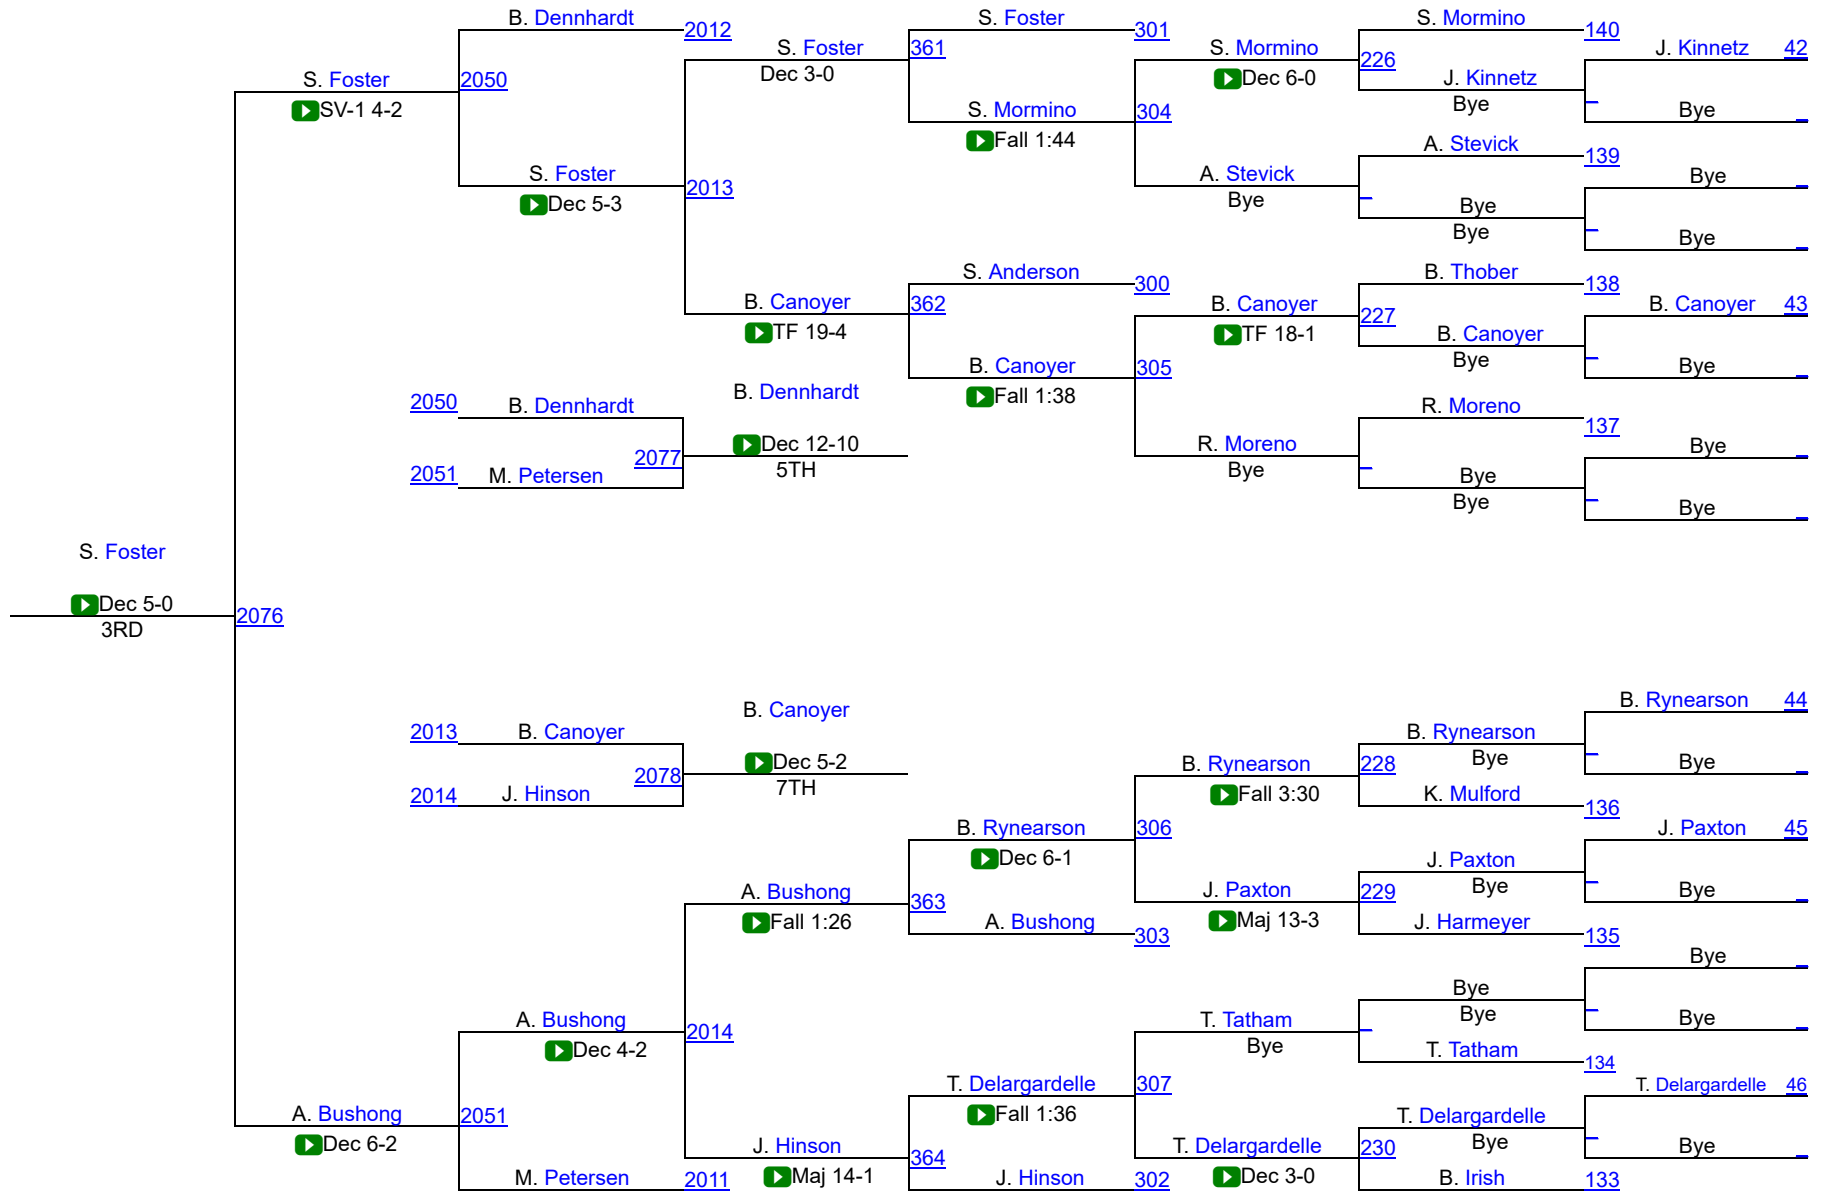 B. Dennhardt
2012
S. Foster
301
S. Mormino
140
S. Foster
Dec 3-0
361
S. Mormino
Dec 6-0
226
J. Kinnetz 42
S. Foster
SV-1 4-2
2050
J. Kinnetz
Bye
S. Mormino
Fall 1:44
304
Bye
A. Stevick
139
S. Foster
Dec 5-3
2013
A. Stevick
Bye
Bye
Bye
Bye
Bye
S. Anderson
300
B. Thober
138
B. Canoyer
TF 19-4
362
B. Canoyer
TF 18-1
227
B. Canoyer 43
B. Canoyer
Bye
B. Canoyer
Fall 1:38
305
Bye
B. Dennhardt
2050
B. Dennhardt
R. Moreno
137
Dec 12-10
5TH
2077
R. Moreno
Bye
Bye
2051
M. Petersen
Bye
Bye
Bye
S. Foster
Dec 5-0
3RD
2076
B. Rynearson 44
B. Canoyer
2013
B. Canoyer
B. Rynearson
Bye
Dec 5-2
7TH
2078
B. Rynearson
Fall 3:30
228
Bye
2014
J. Hinson
K. Mulford
136
B. Rynearson
Dec 6-1
306
J. Paxton 45
J. Paxton
Bye
A. Bushong
Fall 1:26
363
J. Paxton
Maj 13-3
229
Bye
A. Bushong
303
J. Harmeyer
135
Bye
Bye
Bye
A. Bushong
Dec 4-2
2014
T. Tatham
Bye
Bye
T. Tatham
134
T. Delargardelle
Fall 1:36
307
T. Delargardelle 46
A. Bushong
Dec 6-2
2051
T. Delargardelle
Bye
J. Hinson
Maj 14-1
364
T. Delargardelle
Dec 3-0
230
Bye
M. Petersen
2011
J. Hinson
302
B. Irish
133